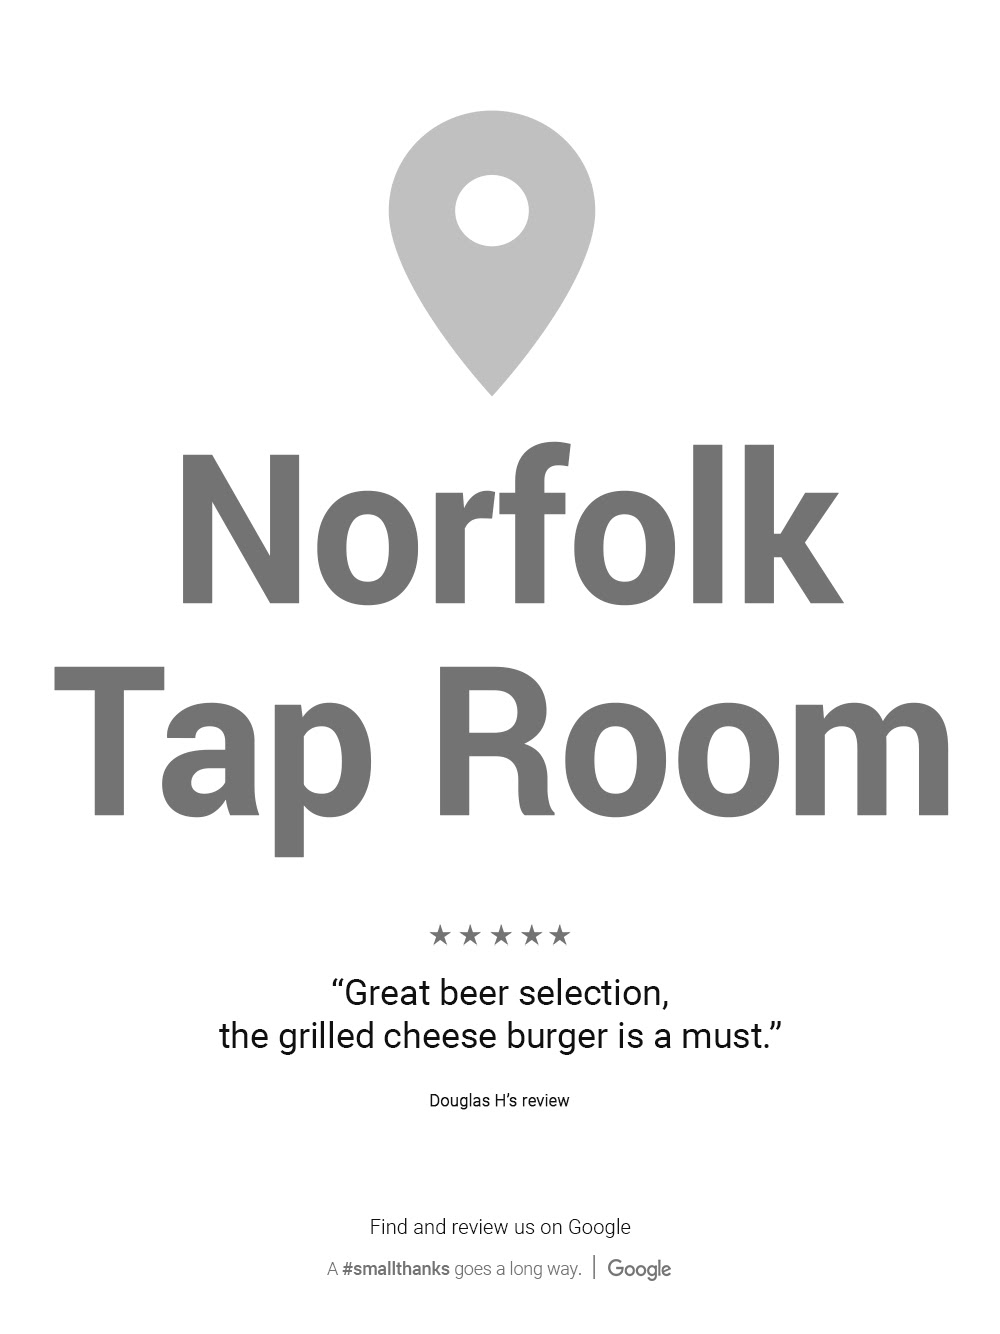 Norfolk
Tap Room
★★★★★
“Great beer selection,
the grilled cheese burger is a must.”
Douglas H’s review
Find and review us on Google
A #smallthanks goes a long way. | Google